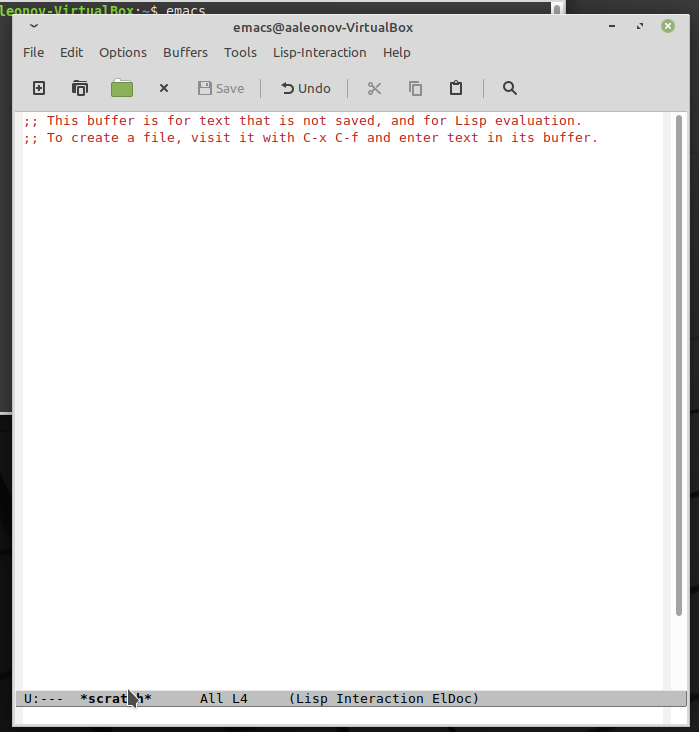 leonov-VirtualBox:~$ emacs
emacs@aaleonov-VirtualBox
File Edit Options Buffers Tools Lisp-Interaction Help
Save Undo
;; This buffer is for text that is not saved, and for Lisp evaluation.
;; To create a file, visit it with C-x C-f and enter text in its buffer.
U:--- *scratch* All L4 (Lisp Interaction ElDoc)